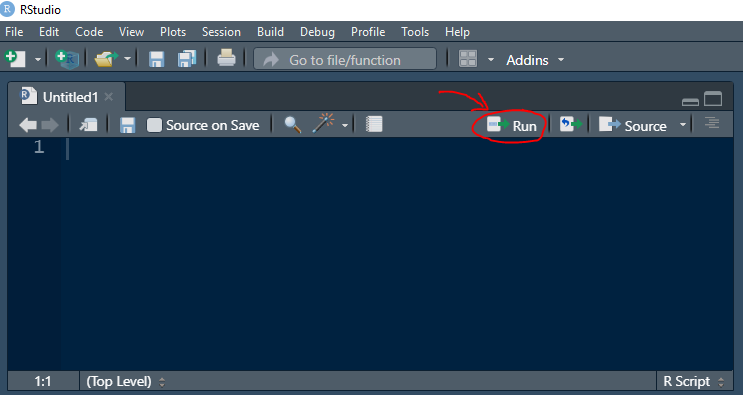 R RStudio
File Edit Code View Plots Session Build Debug Profile Tools Help
Go to file/function Addins
R Untitled1
Source on Save Run Source
1
1:1 (Top Level) R Script